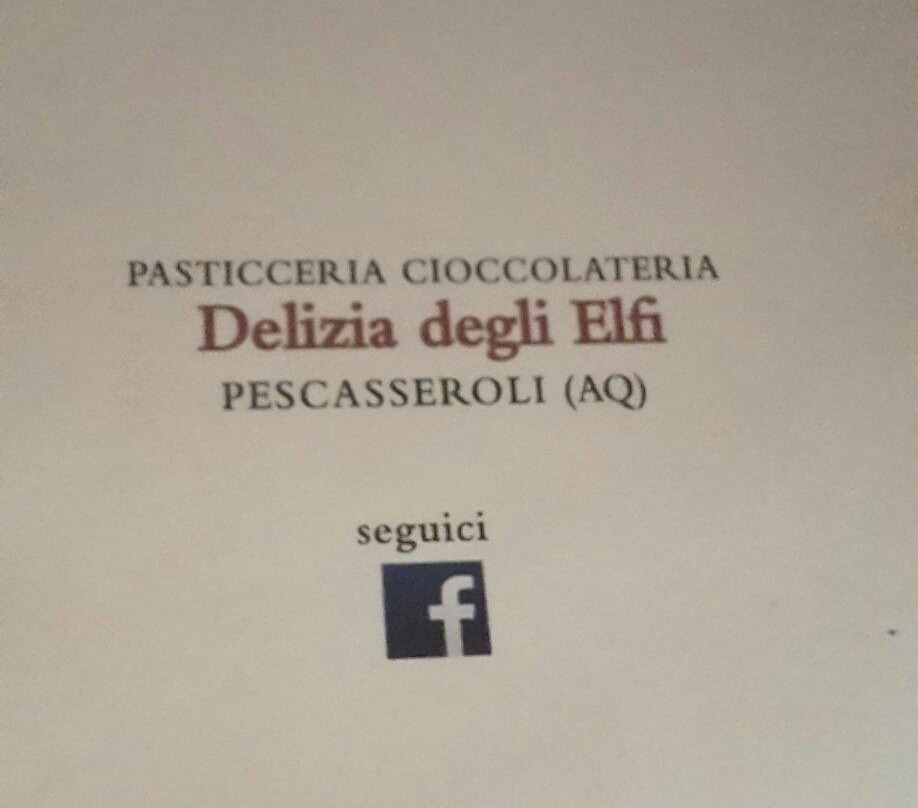 PASTICCERIA CIOCCOLATERIA
Delizia degli Elfi
PESCASSEROLI (AQ)
seguici
f